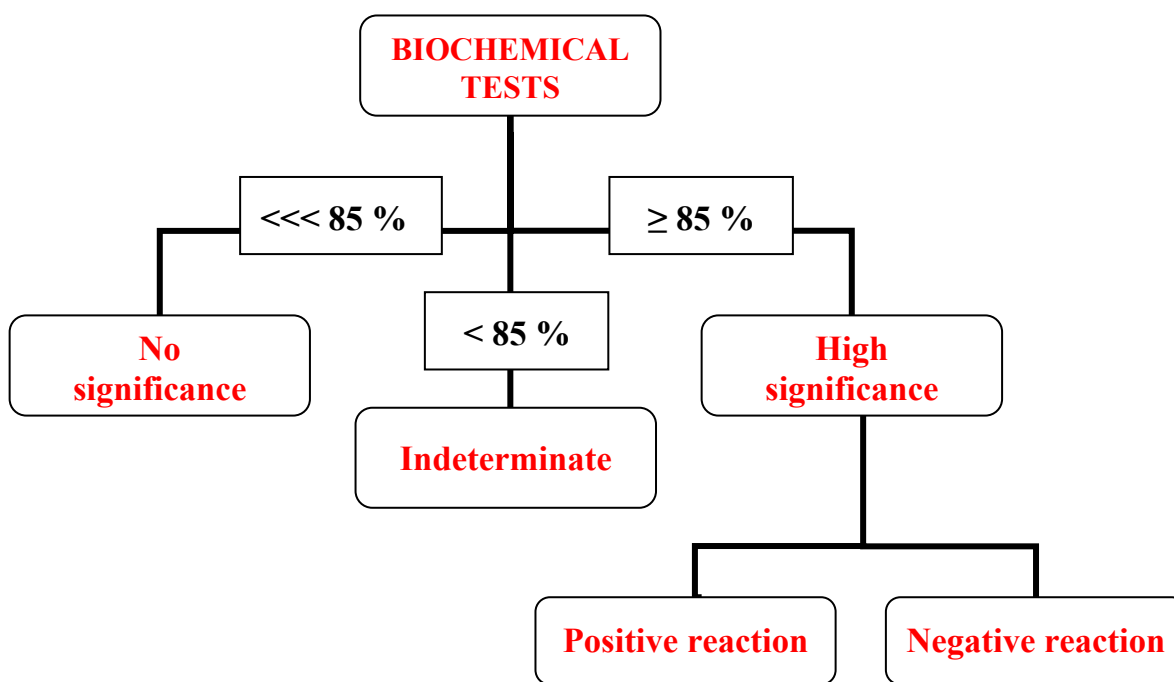 BIOCHEMICAL
TESTS
<<< 85 %
≥ 85 %
< 85 %
No
significance
High
significance
Indeterminate
Positive reaction
Negative reaction